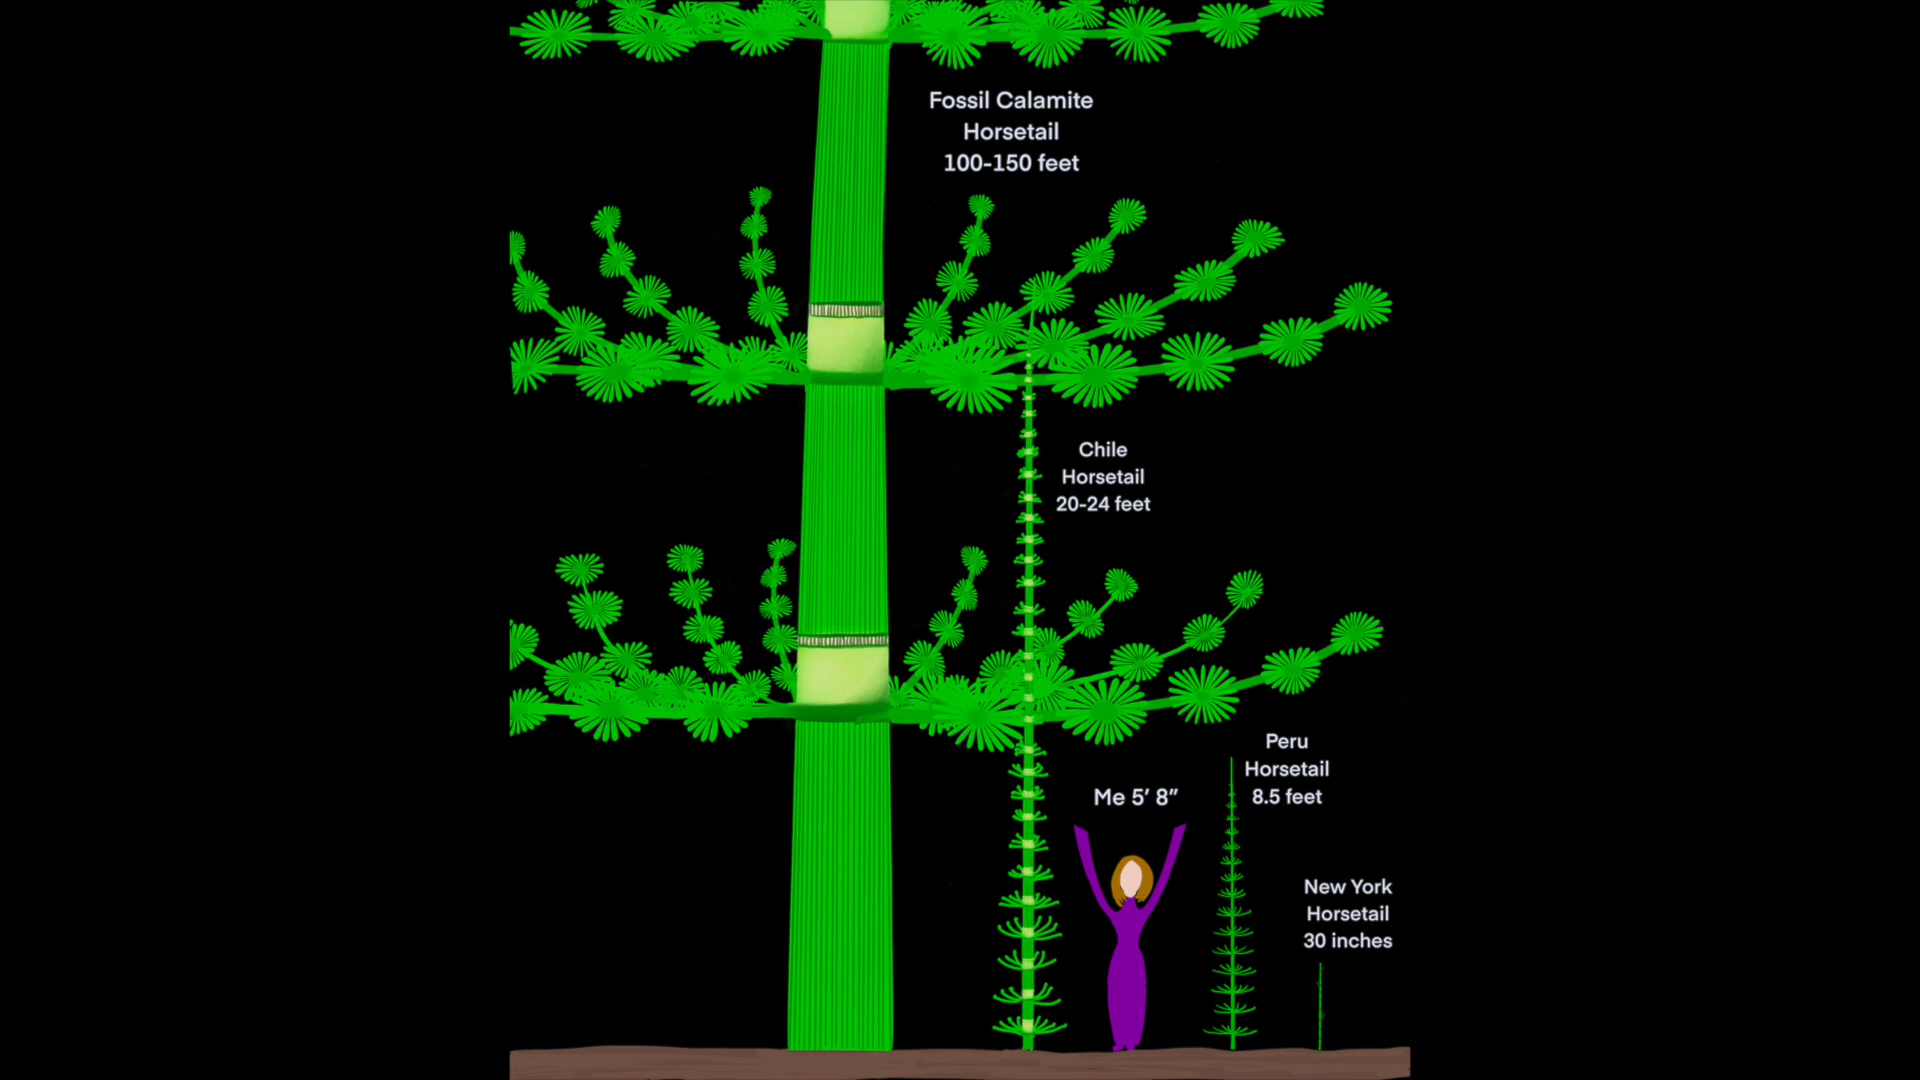 Fossil Calamite
Horsetail
100-150 feet
Chile
Horsetail
20-24 feet
Peru
Horsetail
8.5 feet
Me 5’ 8”
New York
Horsetail
30 inches